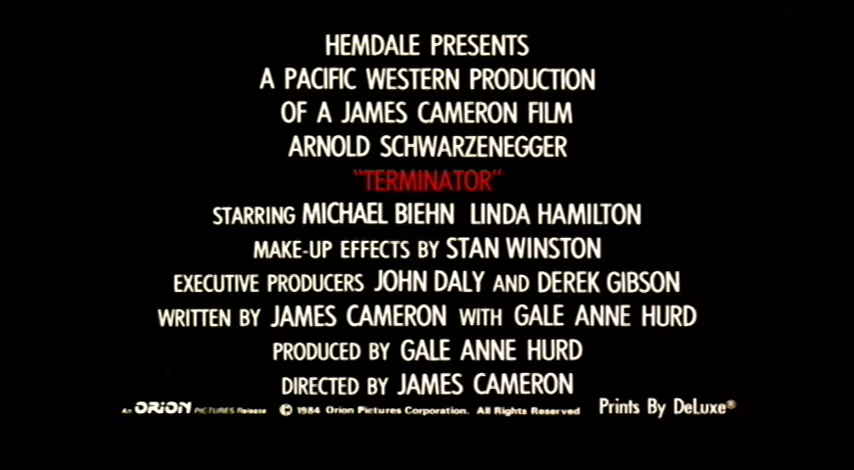 HEMDALE PRESENTS
A PACIFIC WESTERN PRODUCTION
OF A JAMES CAMERON FILM
ARNOLD SCHWARZENEGGER
"TERMINATOR"
STARRING MICHAEL BIEHN LINDA HAMILTON
MAKE-UP EFFECTS BY STAN WINSTON
EXECUTIVE PRODUCERS JOHN DALY AND DEREK GIBSON
WRITTEN BY JAMES CAMERON WITH GALE ANNE HURD
PRODUCED BY GALE ANNE HURD
DIRECTED BY JAMES CAMERON
An ORION PICTURES Release © 1984 Orion Pictures Corporation. All Rights Reserved Prints By DeLuxe®